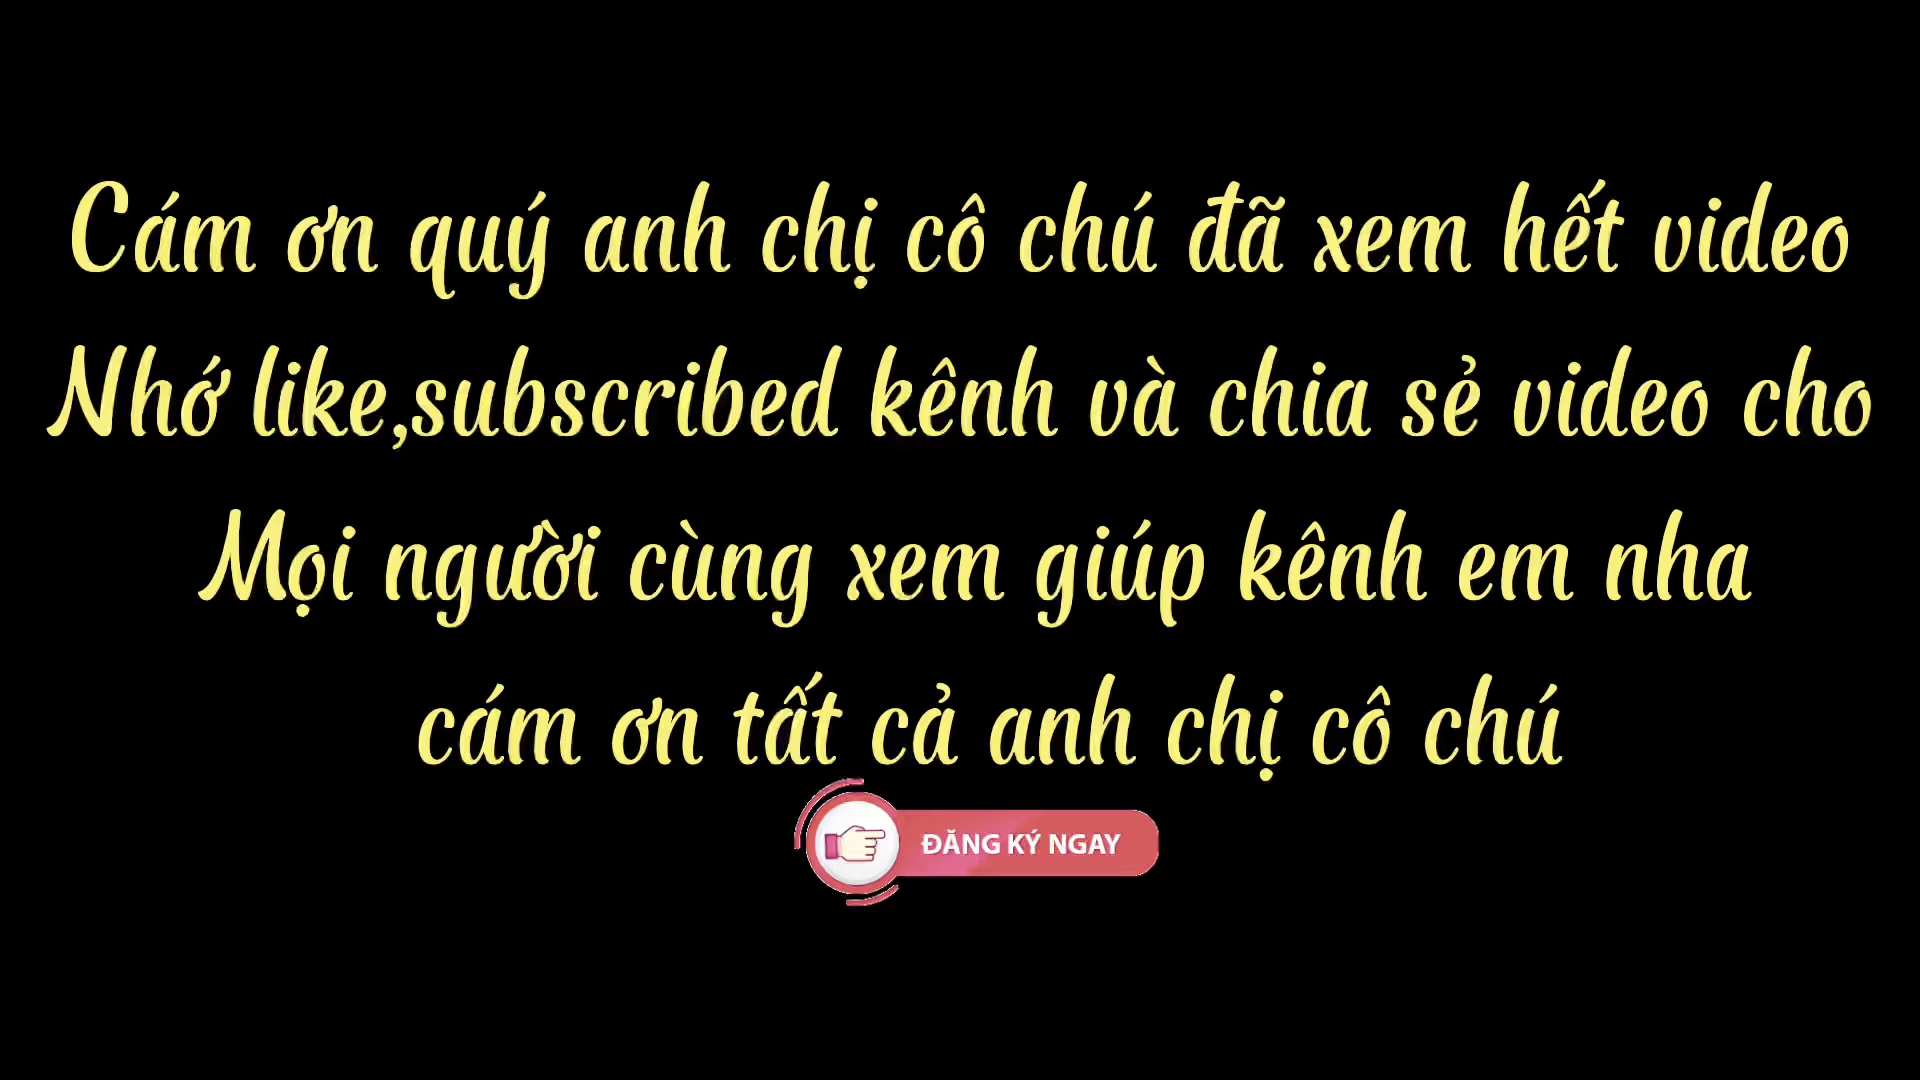 Cám ơn quý anh chị cô chú đã xem hết video
Nhớ like,subscribed kênh và chia sẻ video cho
Mọi người cùng xem giúp kênh em nha
cám ơn tất cả anh chị cô chú
ĐĂNG KÝ NGAY